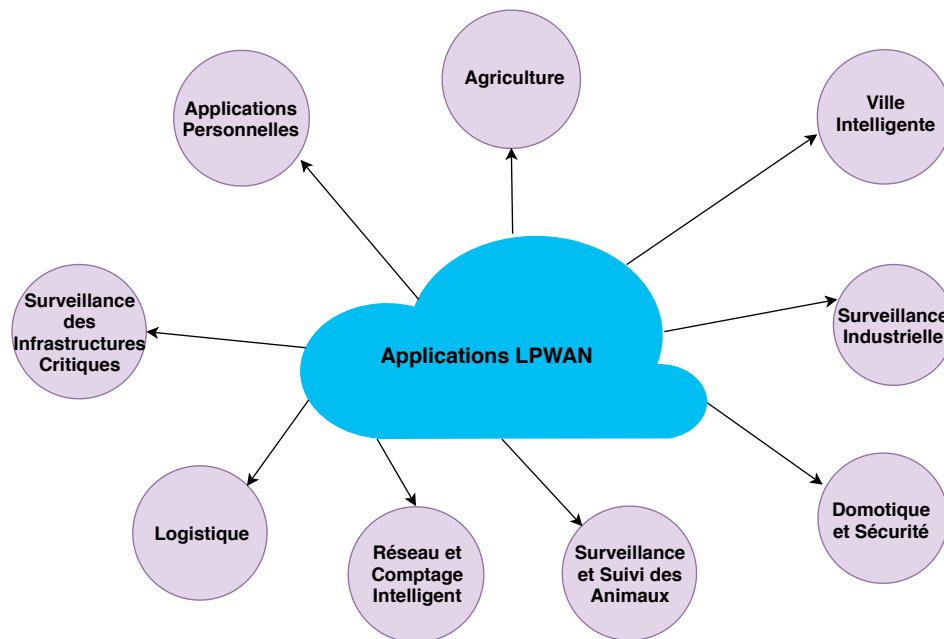 Agriculture
Applications
Personnelles
Ville
Intelligente
Surveillance
des
Infrastructures
Critiques
Surveillance
Industrielle
Applications LPWAN
Logistique
Réseau et
Comptage
Intelligent
Surveillance
et Suivi des
Animaux
Domotique
et Sécurité